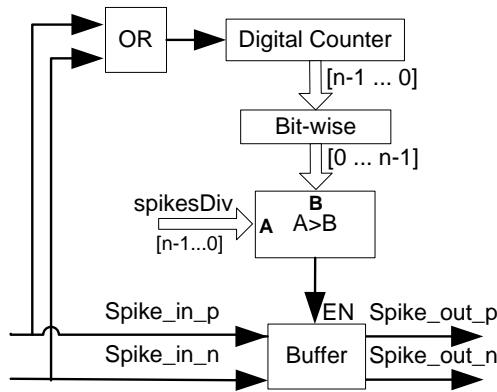 OR
Digital Counter
[n-1 ... 0]
Bit-wise
[0 ... n-1]
spikesDiv
[n-1...0]
A
B
A>B
EN
Spike_in_p
Spike_out_p
Spike_in_n
Buffer
Spike_out_n